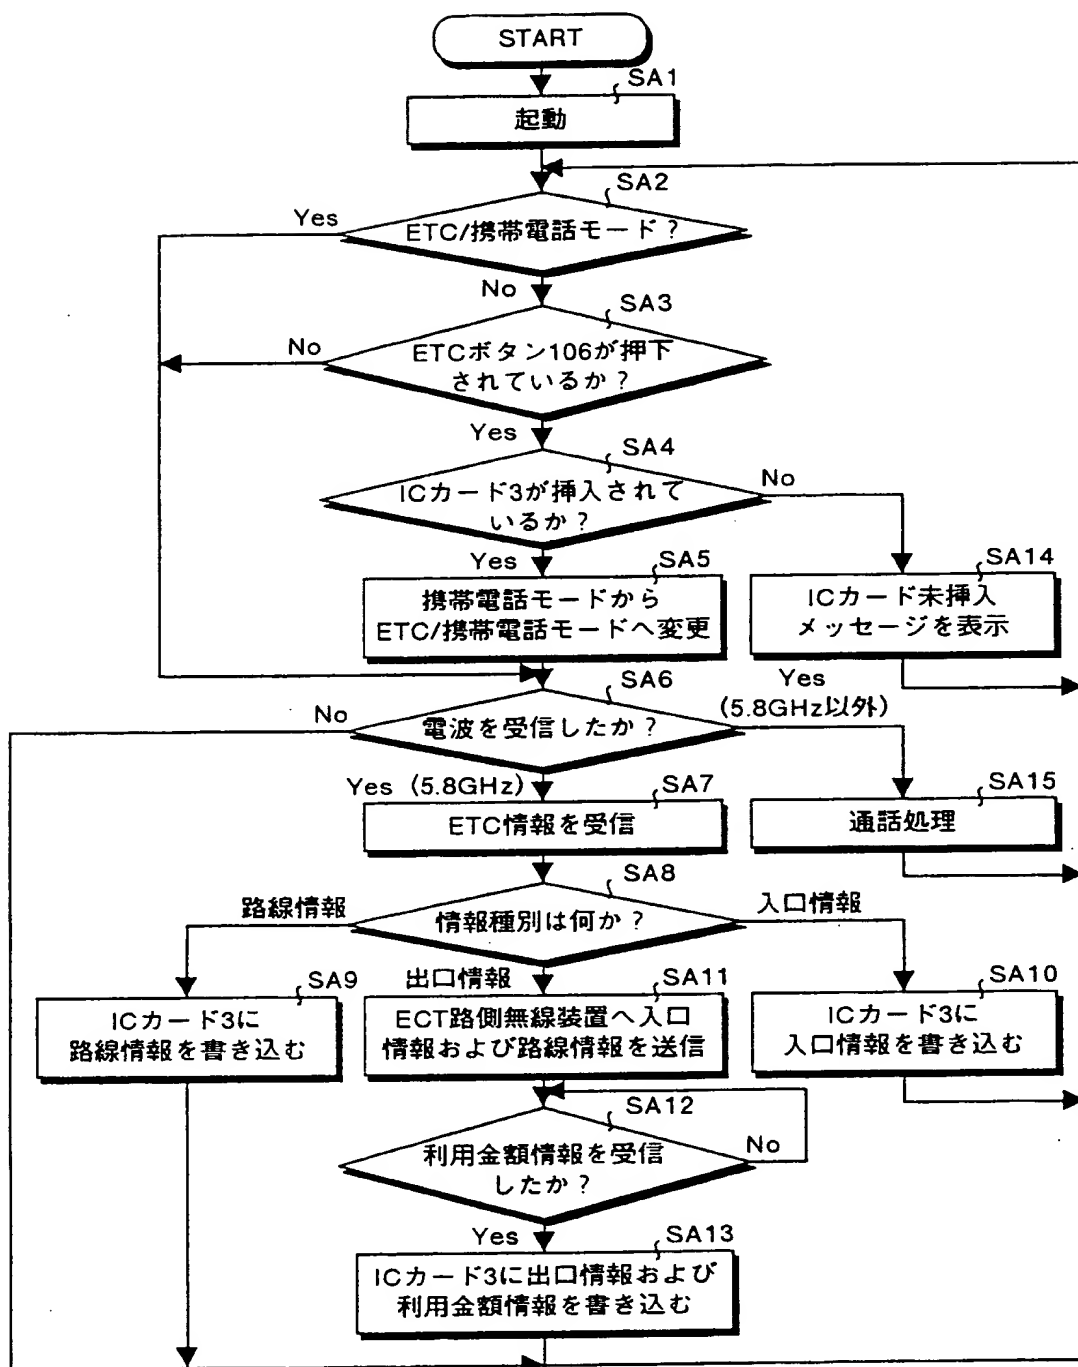 START
SA1
起動
SA2
Yes
ETC/携帯電話モード?
No
SA3
No
ETCボタン106が押下
されているか?
Yes
SA4
No
ICカード3が挿入されて
いるか?
Yes
SA5
SA14
携帯電話モードから
ETC/携帯電話モードへ変更
ICカード未挿入
メッセージを表示
SA6
Yes
(5.8GHz以外)
No
電波を受信したか?
Yes (5.8GHz)
SA7
SA15
ETC情報を受信
通話処理
SA8
路線情報
情報種別は何か?
入口情報
SA9
出口情報
SA11
SA10
ICカード3に
路線情報を書き込む
ECT路側無線装置へ入口
情報および路線情報を送信
ICカード3に
入口情報を書き込む
SA12
No
利用金額情報を受信
したか?
Yes
SA13
ICカード3に出口情報および
利用金額情報を書き込む